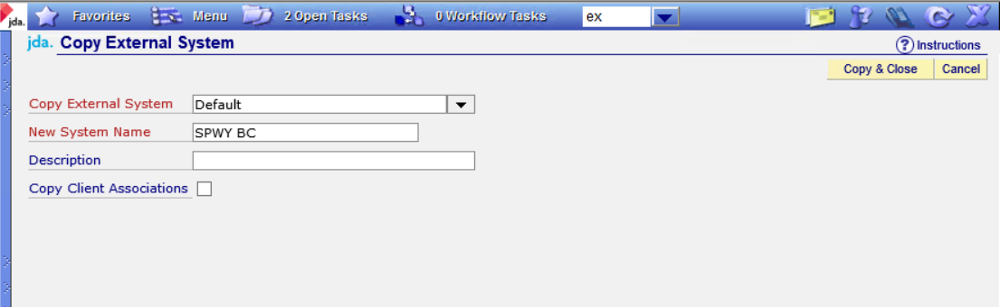 jda. Favorites Menu 2 Open Tasks 0 Workflow Tasks ex
jda. Copy External System ? Instructions
Copy & Close Cancel
Copy External System Default
New System Name SPWY BC
Description
Copy Client Associations